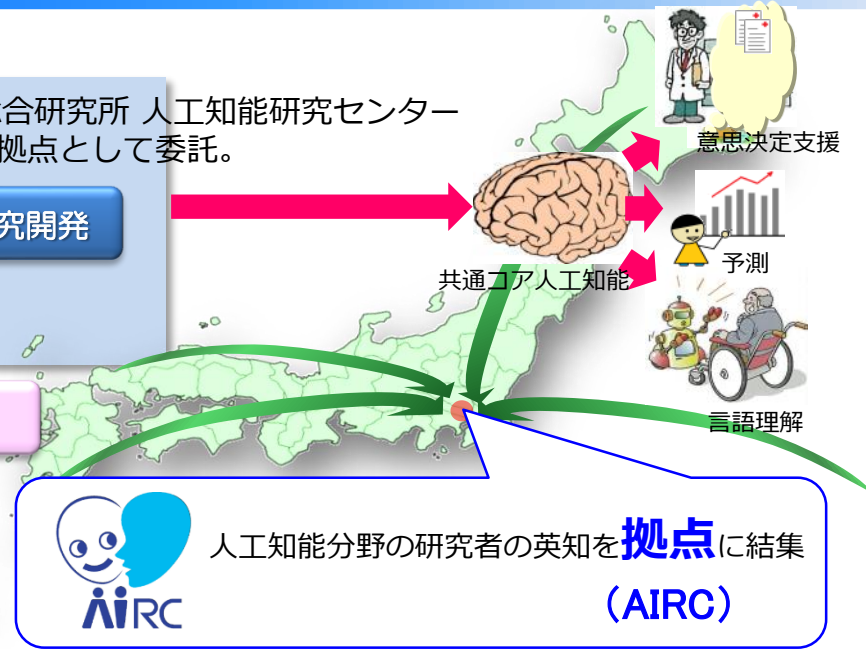 合研究所 人工知能研究センター
拠点として委託。
究開発
意思決定支援
予測
共通コア人工知能
言語理解
人工知能分野の研究者の英知を拠点に結集
（AIRC）
AIRC